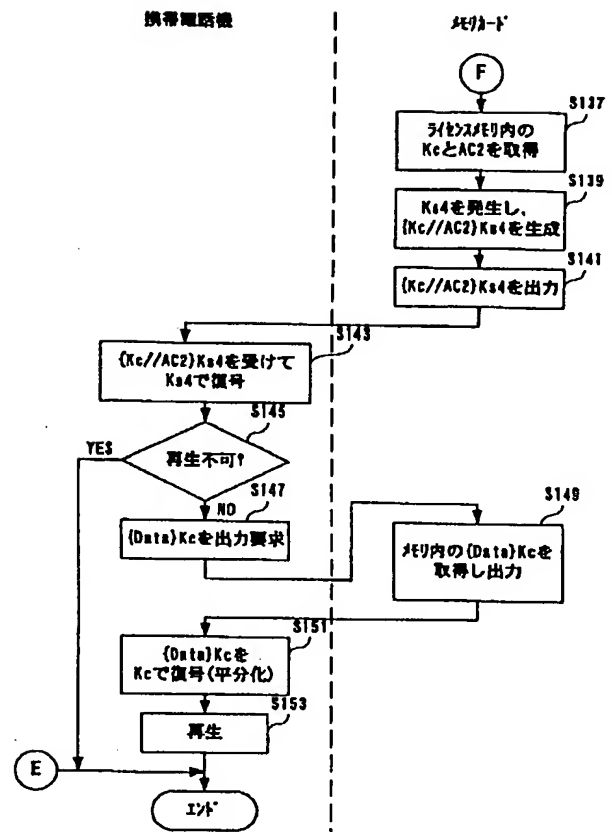 携帯電話機
ﾒﾓﾘｶｰﾄﾞ
F
S137
ﾗｲｾﾝｽﾒﾓﾘ内の
KcとAC2を取得
S139
Ks4を発生し、
{Kc//AC2}Ks4を生成
S141
{Kc//AC2}Ks4を出力
S143
{Kc//AC2}Ks4を受けて
Ks4で復号
S145
YES
再生不可?
S147
NO
{Data}Kcを出力要求
S149
ﾒﾓﾘ内の{Data}Kcを
取得し出力
S151
{Data}Kcを
Kcで復号(平分化)
S153
再生
E
ｴﾝﾄﾞ